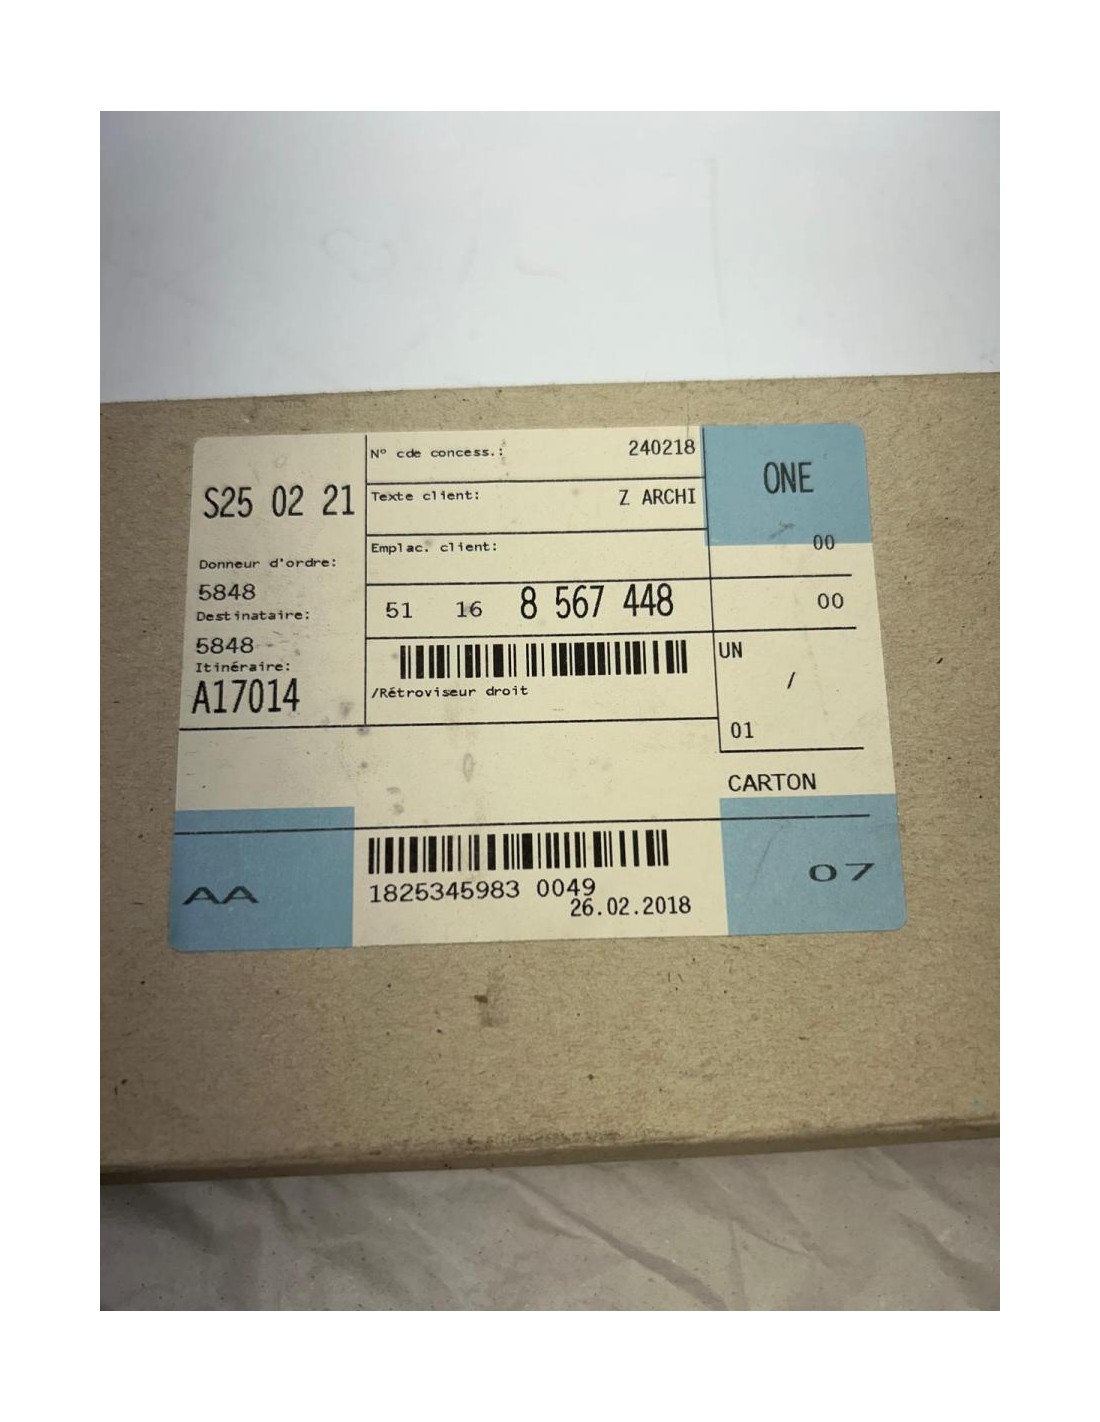 S25 02 21
Donneur d'ordre:
5848
Destinataire:
5848
Itinéraire:
A17014
N° cde concess.: 240218
Texte client: Z ARCHI
Emplac. client:
51 16 8 567 448
/Rétroviseur droit
ONE
00
00
UN
/
01
CARTON
AA
1825345983 0049
26.02.2018
07